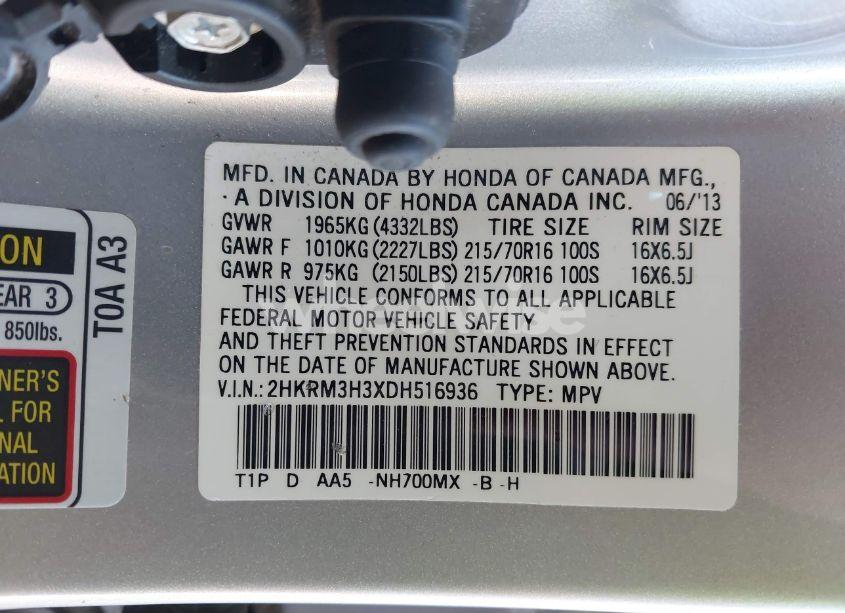 MFD. IN CANADA BY HONDA OF CANADA MFG.,
· A DIVISION OF HONDA CANADA INC. 06/'13
GVWR 1965KG (4332LBS) TIRE SIZE RIM SIZE
GAWR F 1010KG (2227LBS) 215/70R16 100S 16X6.5J
GAWR R 975KG (2150LBS) 215/70R16 100S 16X6.5J
THIS VEHICLE CONFORMS TO ALL APPLICABLE
FEDERAL MOTOR VEHICLE SAFETY
AND THEFT PREVENTION STANDARDS IN EFFECT
ON THE DATE OF MANUFACTURE SHOWN ABOVE.
V.I.N.: 2HKRM3H3XDH516936 TYPE: MPV
T1P D AA5 -NH700MX -B -H
ION
EAR 3
850lbs.
T0A A3
NER'S
L FOR
NAL
ATION